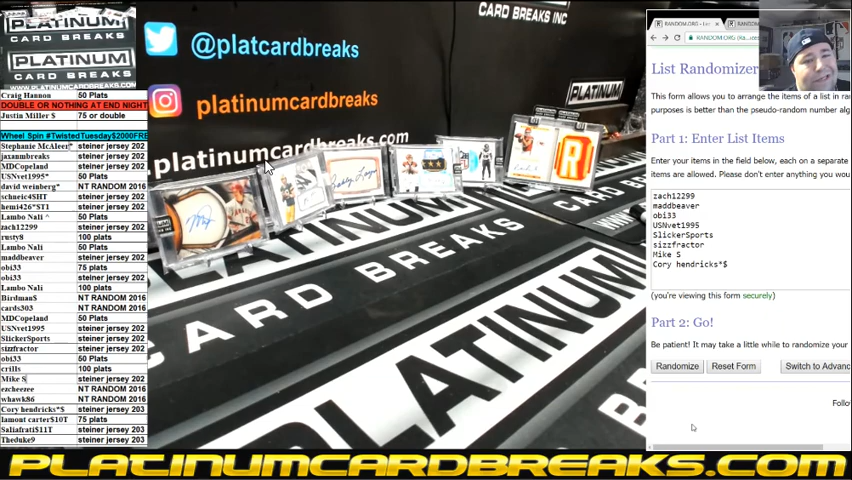 PLATINUM
CARD BREAKS
PLATINUM
CARD BREAKS
Craig Hannon 50 Plats
DOUBLE OR NOTHING AT END NIGHT
Justin Miller $ 75 or double
Wheel Spin #TwistedTuesday$2000FRE
Stephanie McAleer* steiner jersey 202
jaxanmbreaks steiner jersey 202
MDCopeland steiner jersey 202
USNvet1995* steiner jersey 202
david weinberg* NT RANDOM 2016
schneic4SHT steiner jersey 202
hemi426*ST1 steiner jersey 202
Lambo Nali ^ 50 Plats
zach12299 steiner jersey 202
rusty8 100 plats
Lambo Nali 50 Plats
maddbeaver steiner jersey 202
obi33 75 plats
obi33 steiner jersey 202
Lambo Nali 100 plats
Birdman$ NT RANDOM 2016
cards303 NT RANDOM 2016
MDCopeland 50 Plats
USNvet1995 steiner jersey 202
SlickerSports steiner jersey 202
sizzfractor steiner jersey 202
obi33 50 Plats
crills 100 plats
Mike S steiner jersey 202
ezcheezee NT RANDOM 2016
whawk86 NT RANDOM 2016
Cory hendricks*$ steiner jersey 203
lamont carter$10T 75 plats
Saliafrati$11T steiner jersey 203
Theduke9 steiner jersey 203
CARD BREAKS INC
@platcardbreaks
platinumcardbreaks
.platinumcardbreaks.com
PLATINUM
R
CARD BREAKS
PLATINUM
RANDOM.ORG
List Randomizer
This form allows you to arrange the items of a list in ran
purposes is better than the pseudo-random number alg
Part 1: Enter List Items
Enter your items in the field below, each on a separate
items are allowed. Please don't enter anything you wou
zach12299
maddbeaver
obi33
USNvet1995
SlickerSports
sizzfractor
Mike S
Cory hendricks*$
(you're viewing this form securely)
Part 2: Go!
Be patient! It may take a little while to randomize your
Randomize Reset Form Switch to Advanc
Follo
PLATINUMCARDBREAKS.COM